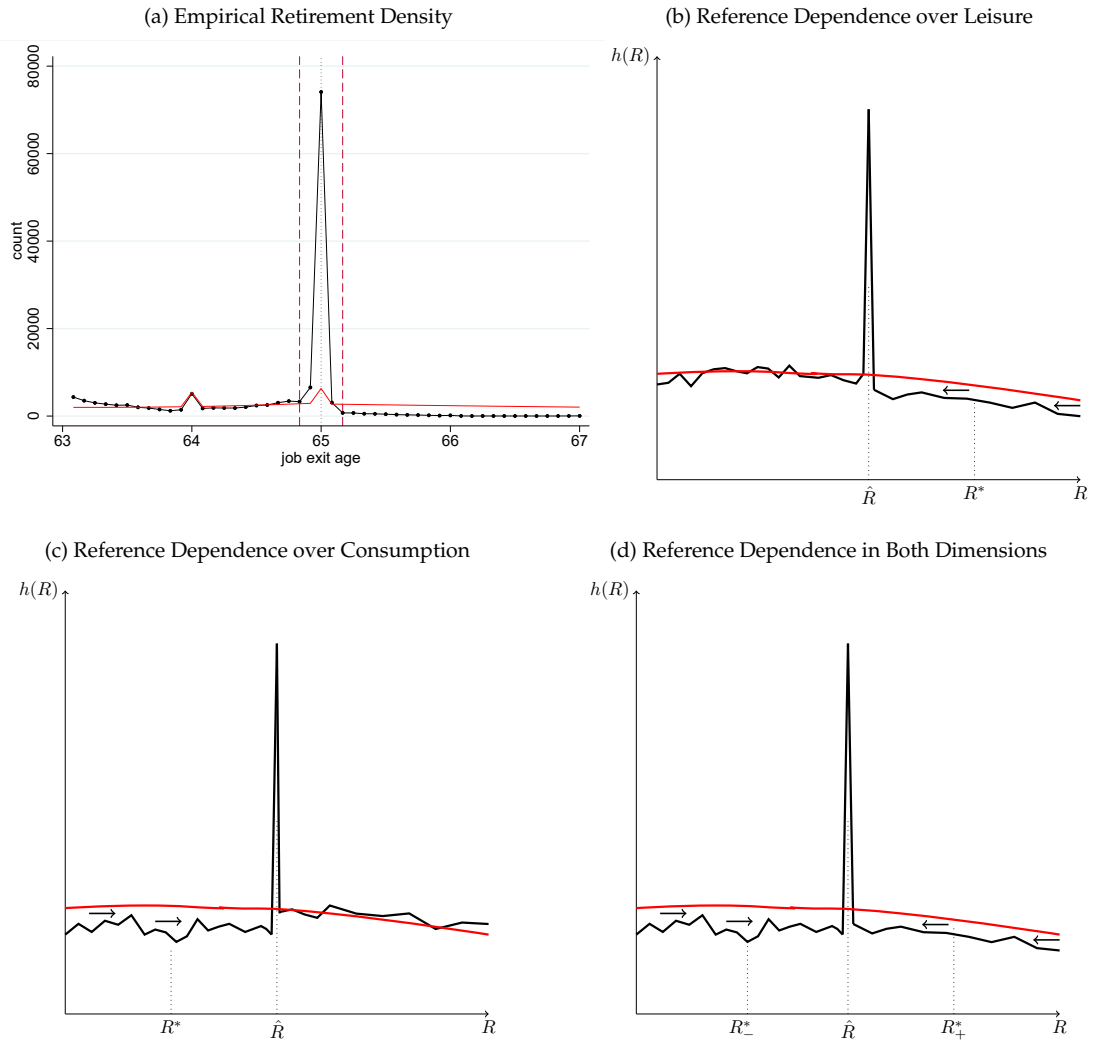 (a) Empirical Retirement Density
80000
60000
40000
20000
0
count
63
64
65
66
67
job exit age
(b) Reference Dependence over Leisure
h(R)
R̂
R*
R
(c) Reference Dependence over Consumption
h(R)
R*
R̂
R
(d) Reference Dependence in Both Dimensions
h(R)
R*₋
R̂
R*₊
R